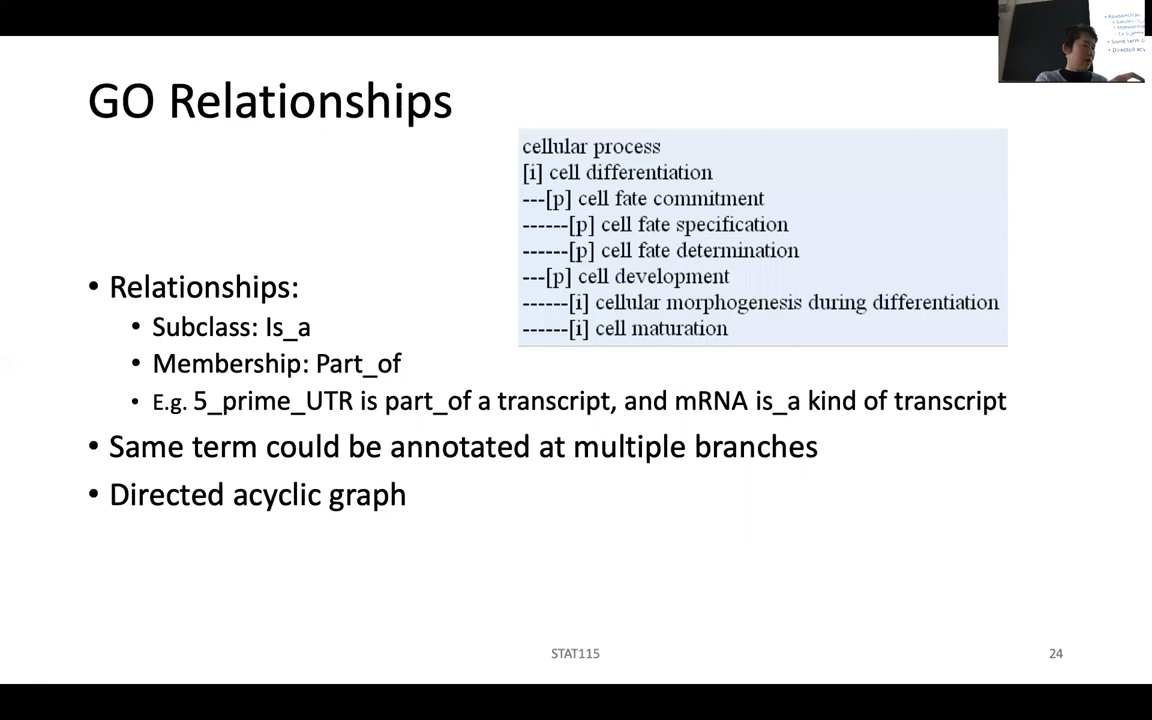 GO Relationships
cellular process
[i] cell differentiation
---[p] cell fate commitment
------[p] cell fate specification
------[p] cell fate determination
---[p] cell development
------[i] cellular morphogenesis during differentiation
------[i] cell maturation
• Relationships:
• Subclass: Is_a
• Membership: Part_of
• E.g. 5_prime_UTR is part_of a transcript, and mRNA is_a kind of transcript
• Same term could be annotated at multiple branches
• Directed acyclic graph
STAT115
24